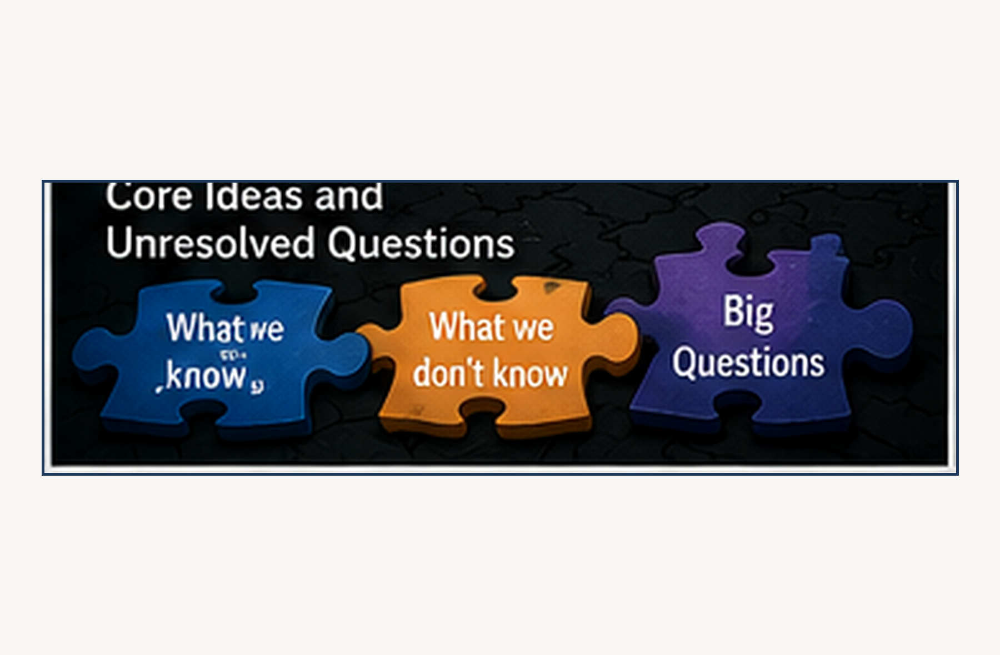 Core Ideas and
Unresolved Questions
What we
know
What we
don't know
Big
Questions